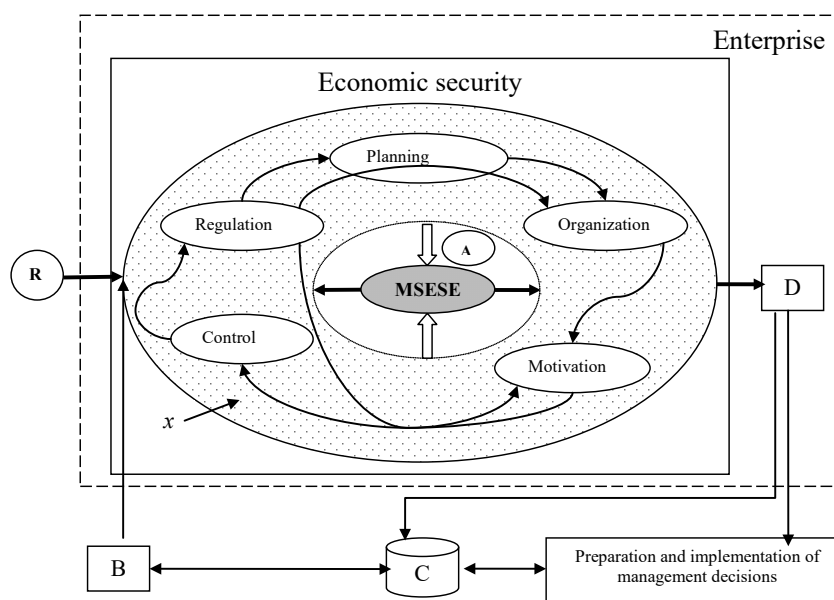 Enterprise
Economic security
Planning
Regulation
Organization
A
R
MSESE
D
Control
Motivation
x
B
C
Preparation and implementation of
management decisions